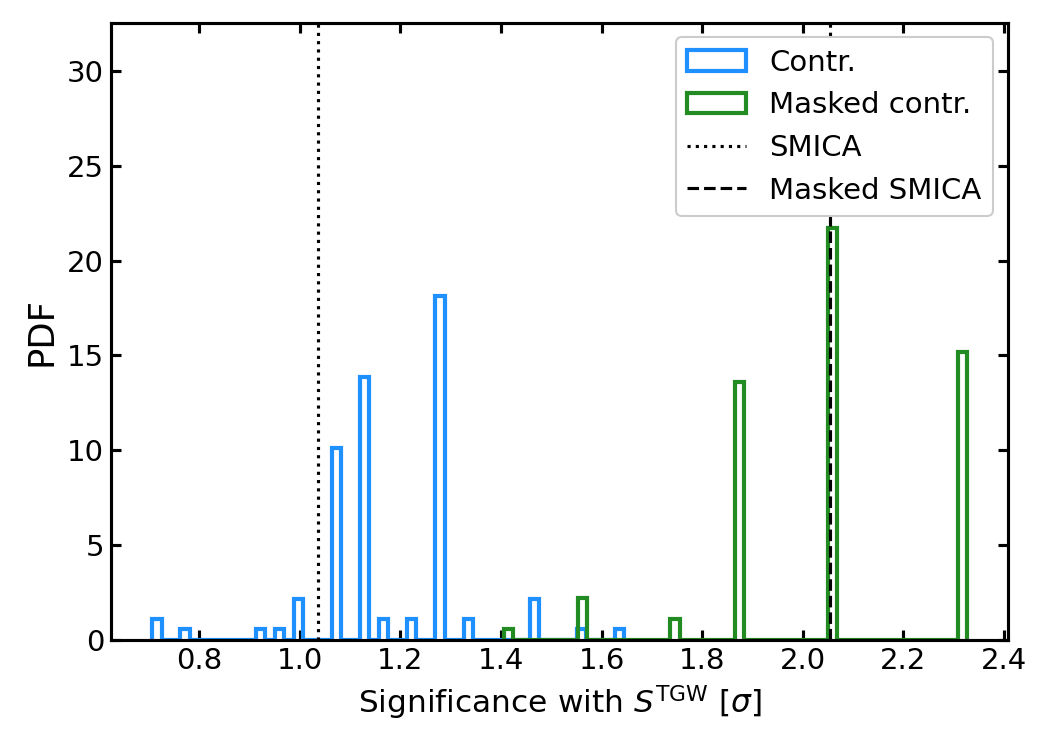 Contr.
Masked contr.
SMICA
Masked SMICA
30
25
20
15
10
5
0
PDF
0.8 1.0 1.2 1.4 1.6 1.8 2.0 2.2 2.4
Significance with S^TGW [σ]